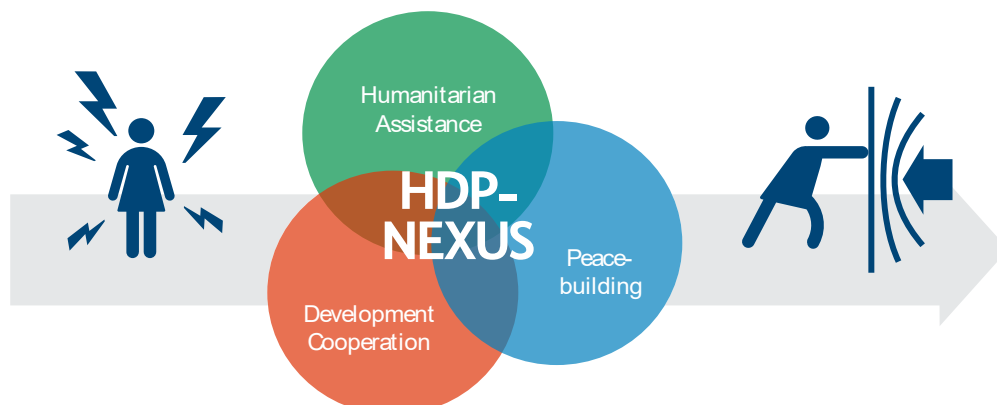 Humanitarian
Assistance
HDP-
NEXUS
Peace-
building
Development
Cooperation